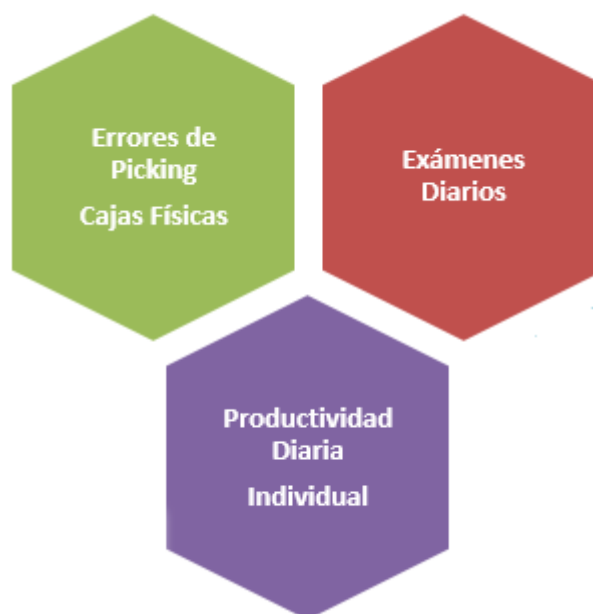 Errores de
Picking
Cajas Físicas
Exámenes
Diarios
Productividad
Diaria
Individual